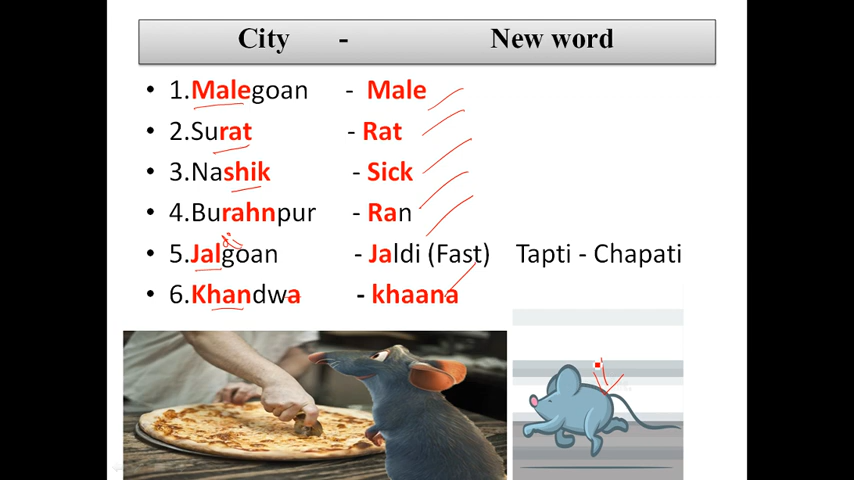 City - New word
• 1.Malegoan - Male
• 2.Surat - Rat
• 3.Nashik - Sick
• 4.Burahnpur - Ran
• 5.Jalgoan - Jaldi (Fast) Tapti - Chapati
• 6.Khandwa - khaana